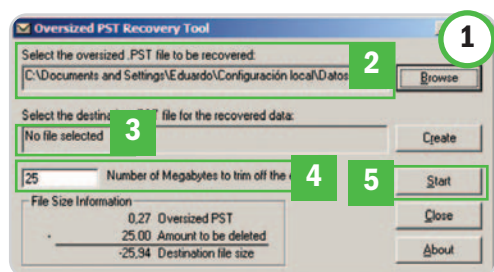 Oversized PST Recovery Tool
1
Select the oversized .PST file to be recovered:
C:\Documents and Settings\Eduardo\Configuración local\Datos
2
Browse
Select the PST file for the recovered data:
No file selected
3
Create
25
Number of Megabytes to trim off the
4
5
Start
File Size Information
0,27 Oversized PST
- 25.00 Amount to be deleted
-25,94 Destination file size
Close
About